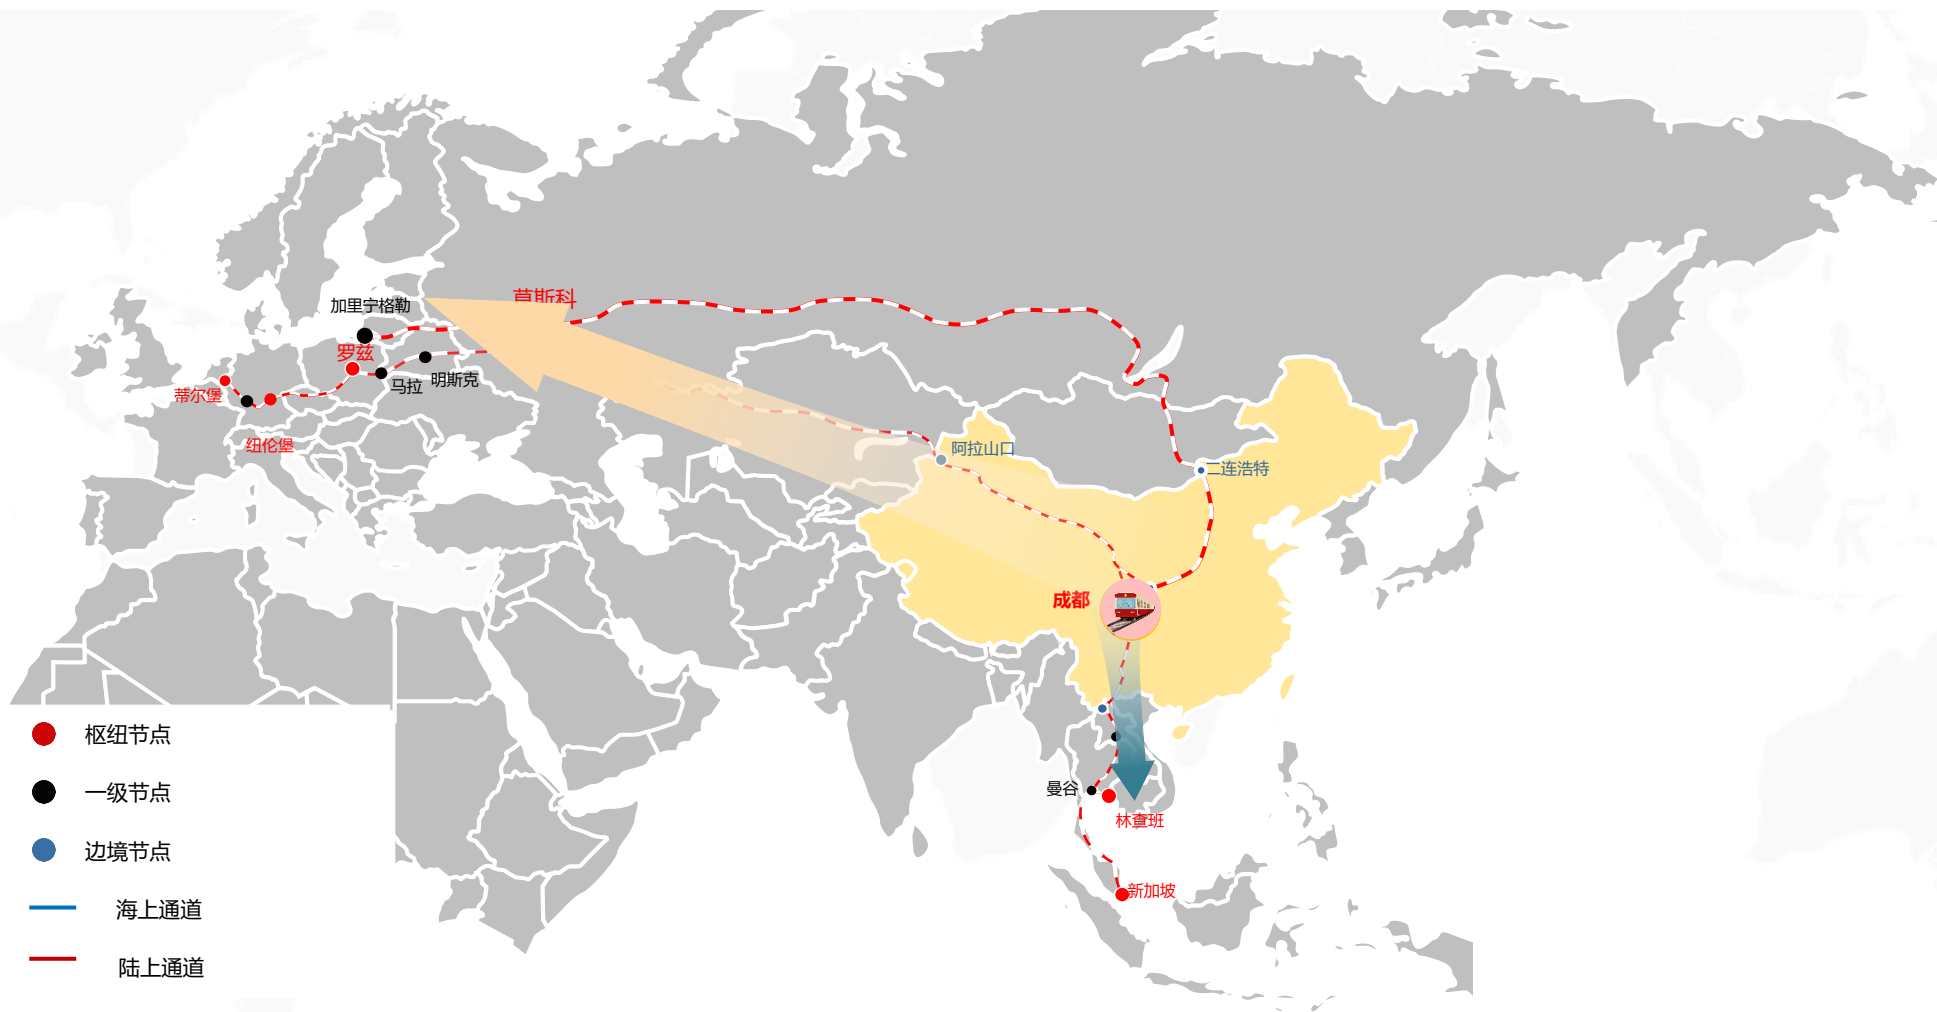 莫斯科
加里宁格勒
罗兹
马拉
明斯克
蒂尔堡
纽伦堡
阿拉山口
二连浩特
成都
曼谷
林查班
新加坡
枢纽节点
一级节点
边境节点
海上通道
陆上通道